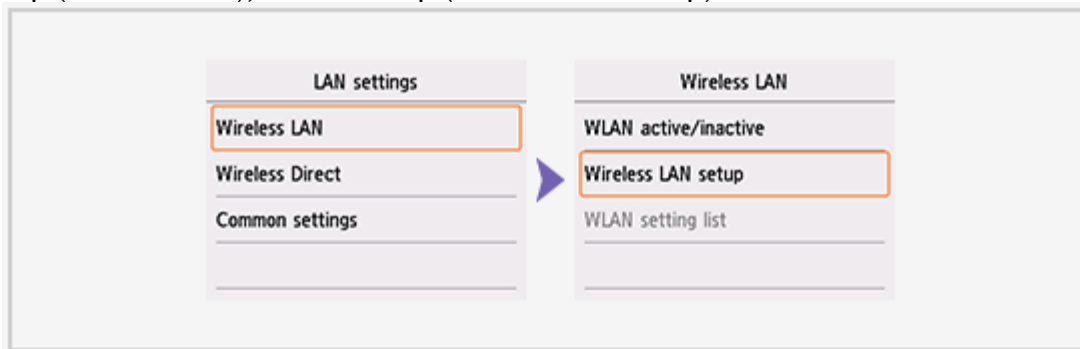 LAN settings
Wireless LAN
Wireless Direct
Common settings
Wireless LAN
WLAN active/inactive
Wireless LAN setup
WLAN setting list